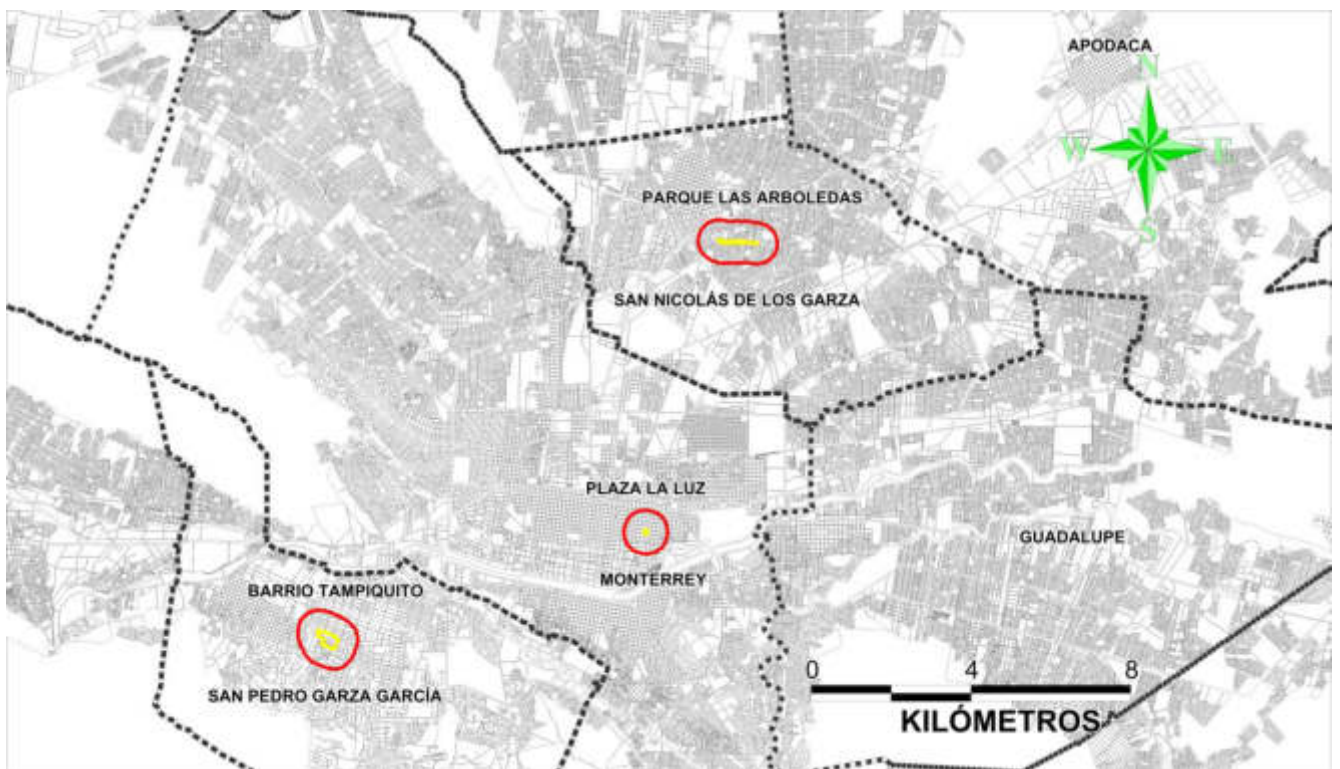 APODACA
N
W E
S
PARQUE LAS ARBOLEDAS
SAN NICOLÁS DE LOS GARZA
PLAZA LA LUZ
MONTERREY
GUADALUPE
BARRIO TAMPIQUITO
SAN PEDRO GARZA GARCÍA
0 4 8
KILÓMETROS